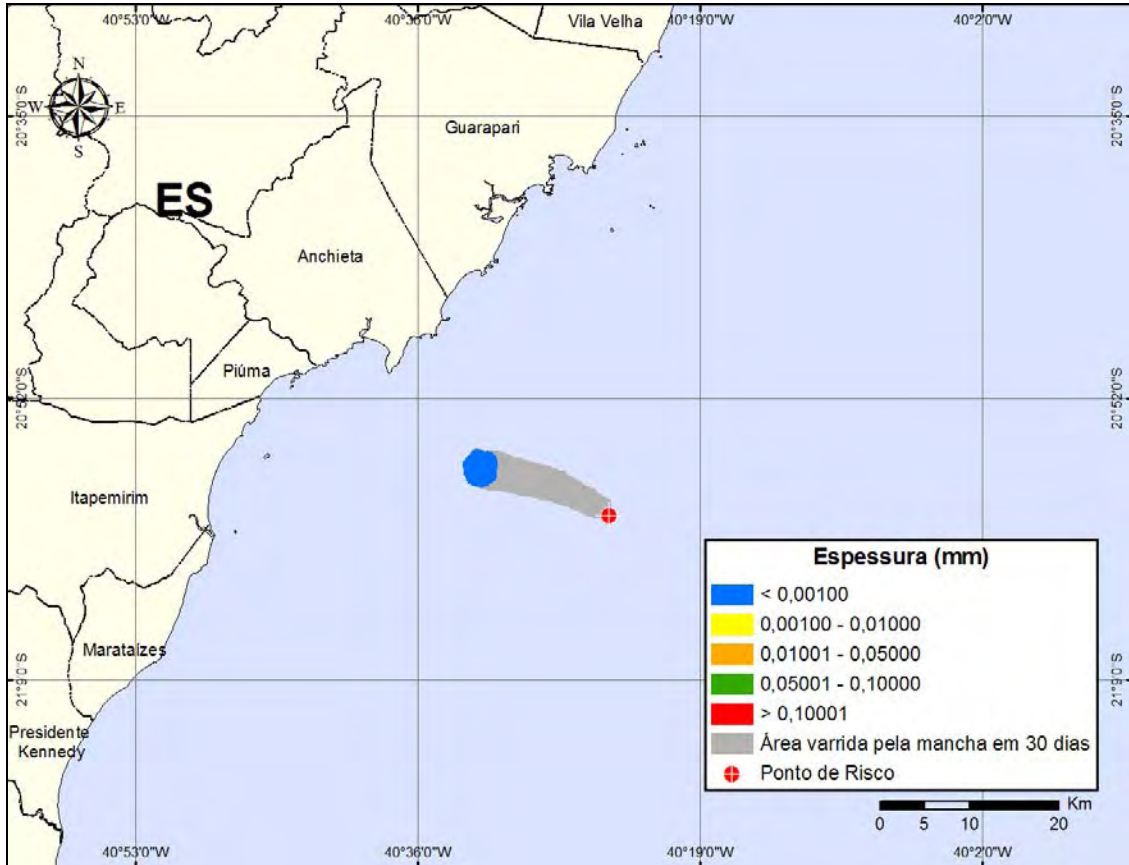 40°53'0"W 40°36'0"W 40°19'0"W 40°2'0"W
Vila Velha
N
W E
S
20°35'0"S 20°35'0"S
Guarapari
ES
Anchieta
Piúma
20°52'0"S 20°52'0"S
Itapemirim
Marataízes
21°9'0"S 21°9'0"S
Presidente
Kennedy
Espessura (mm)
< 0,00100
0,00100 - 0,01000
0,01001 - 0,05000
0,05001 - 0,10000
> 0,10001
Área varrida pela mancha em 30 dias
Ponto de Risco
Km
0 5 10 20
40°53'0"W 40°36'0"W 40°19'0"W 40°2'0"W